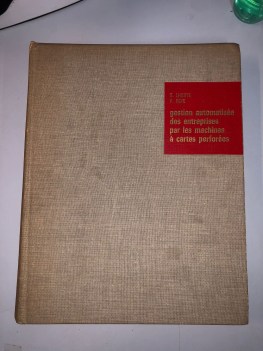 gestion automatisée
des entreprises
par les machines
à cartes perforées